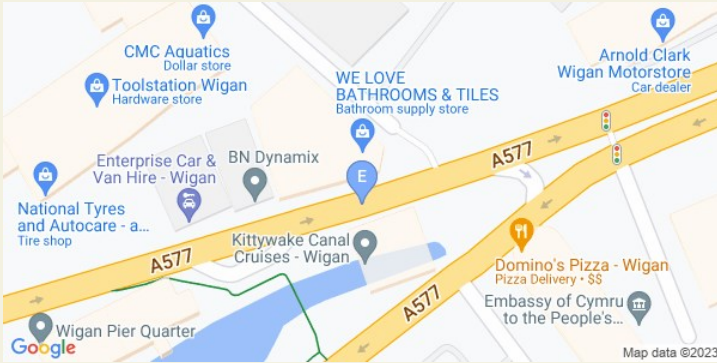 CMC Aquatics
Dollar store
Toolstation Wigan
Hardware store
WE LOVE
BATHROOMS & TILES
Bathroom supply store
Arnold Clark
Wigan Motorstore
Car dealer
A577
Enterprise Car &
Van Hire - Wigan
BN Dynamix
E
National Tyres
and Autocare - a...
Tire shop
A577
Kittywake Canal
Cruises - Wigan
Domino's Pizza - Wigan
Pizza Delivery • $$
A577
Embassy of Cymru
to the People's...
Wigan Pier Quarter
Google
Map data ©2023